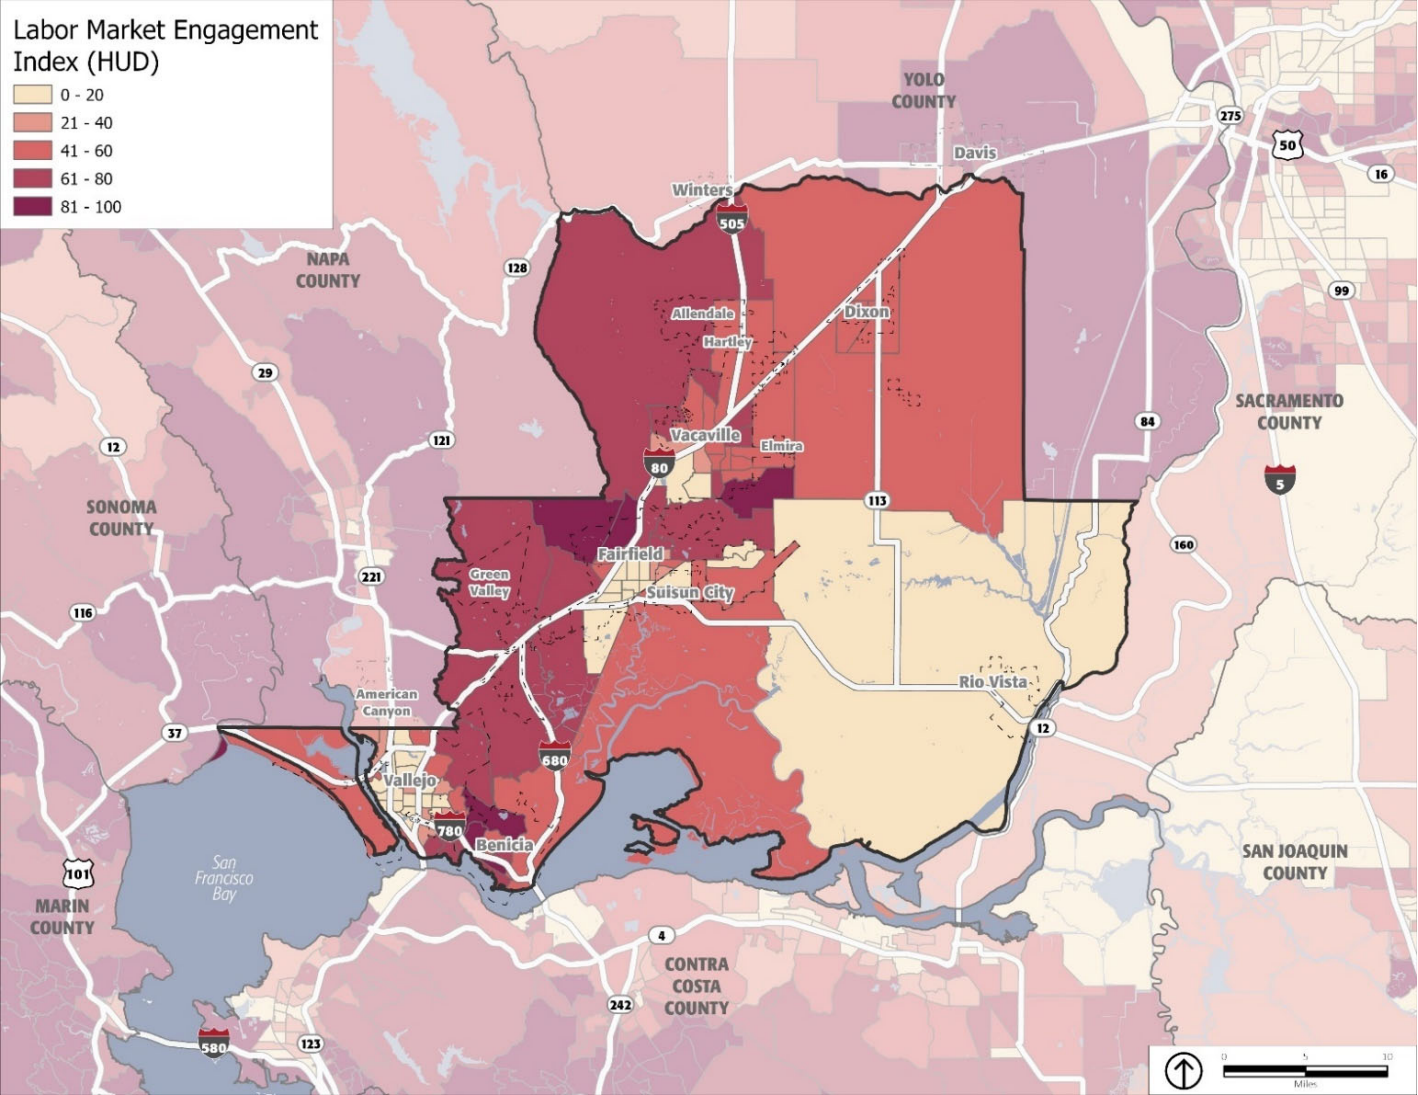 Labor Market Engagement
Index (HUD)
0 - 20
21 - 40
41 - 60
61 - 80
81 - 100
YOLO
COUNTY
275
50
Davis
16
Winters
505
NAPA
COUNTY
128
99
Allendale
Dixon
Hartley
29
SACRAMENTO
COUNTY
84
121
12
Vacaville
Elmira
80
5
113
SONOMA
COUNTY
160
Fairfield
221
Green
Valley
Suisun City
116
Rio Vista
American
Canyon
37
12
680
Vallejo
780
Benicia
San
Francisco
Bay
101
SAN JOAQUIN
COUNTY
MARIN
COUNTY
4
CONTRA
COSTA
COUNTY
242
580
123
0 5 10
Miles